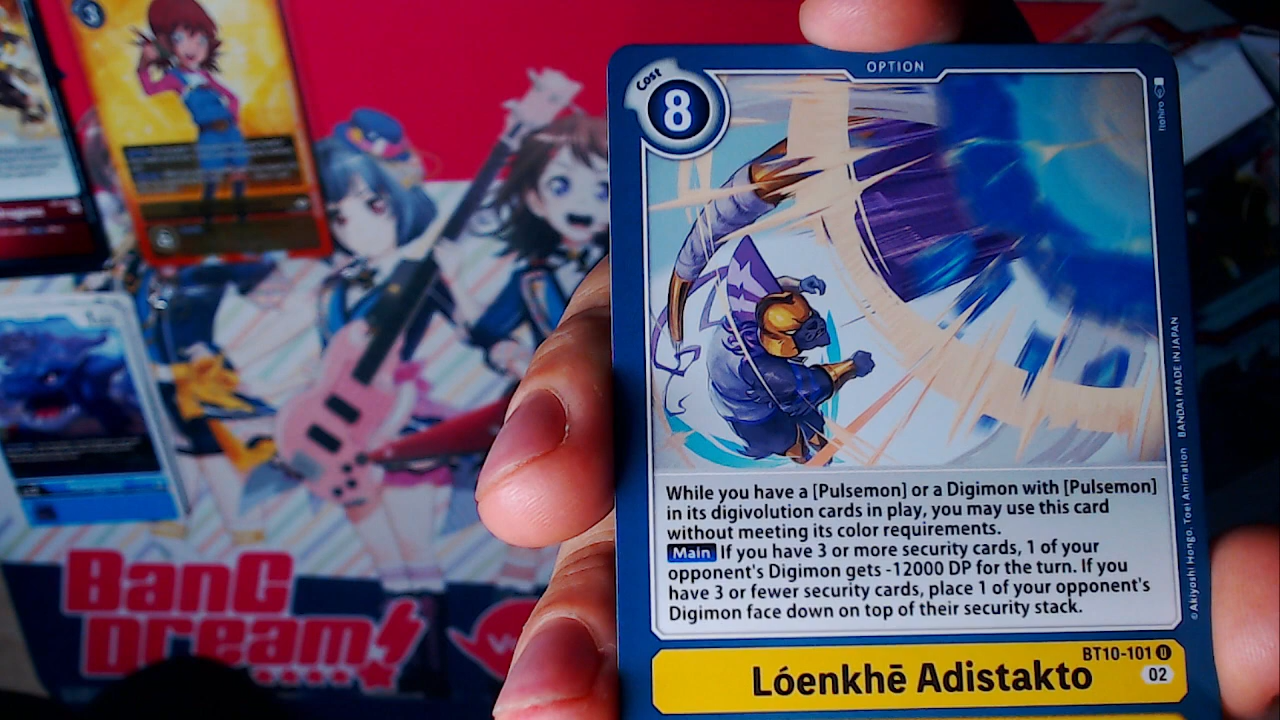 OPTION
Cost
8
3
While you have a [Pulsemon] or a Digimon with [Pulsemon]
in its digivolution cards in play, you may use this card
without meeting its color requirements.
Main If you have 3 or more security cards, 1 of your
opponent's Digimon gets -12000 DP for the turn. If you
have 3 or fewer security cards, place 1 of your opponent's
Digimon face down on top of their security stack.
BT10-101 U
Lóenkhē Adistakto
02
©Akiyoshi Hongo, Toei Animation BANDAI MADE IN JAPAN
BanG
Dream!